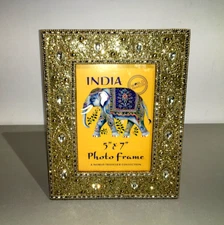 INDIA
5" X 7"
Photo Frame